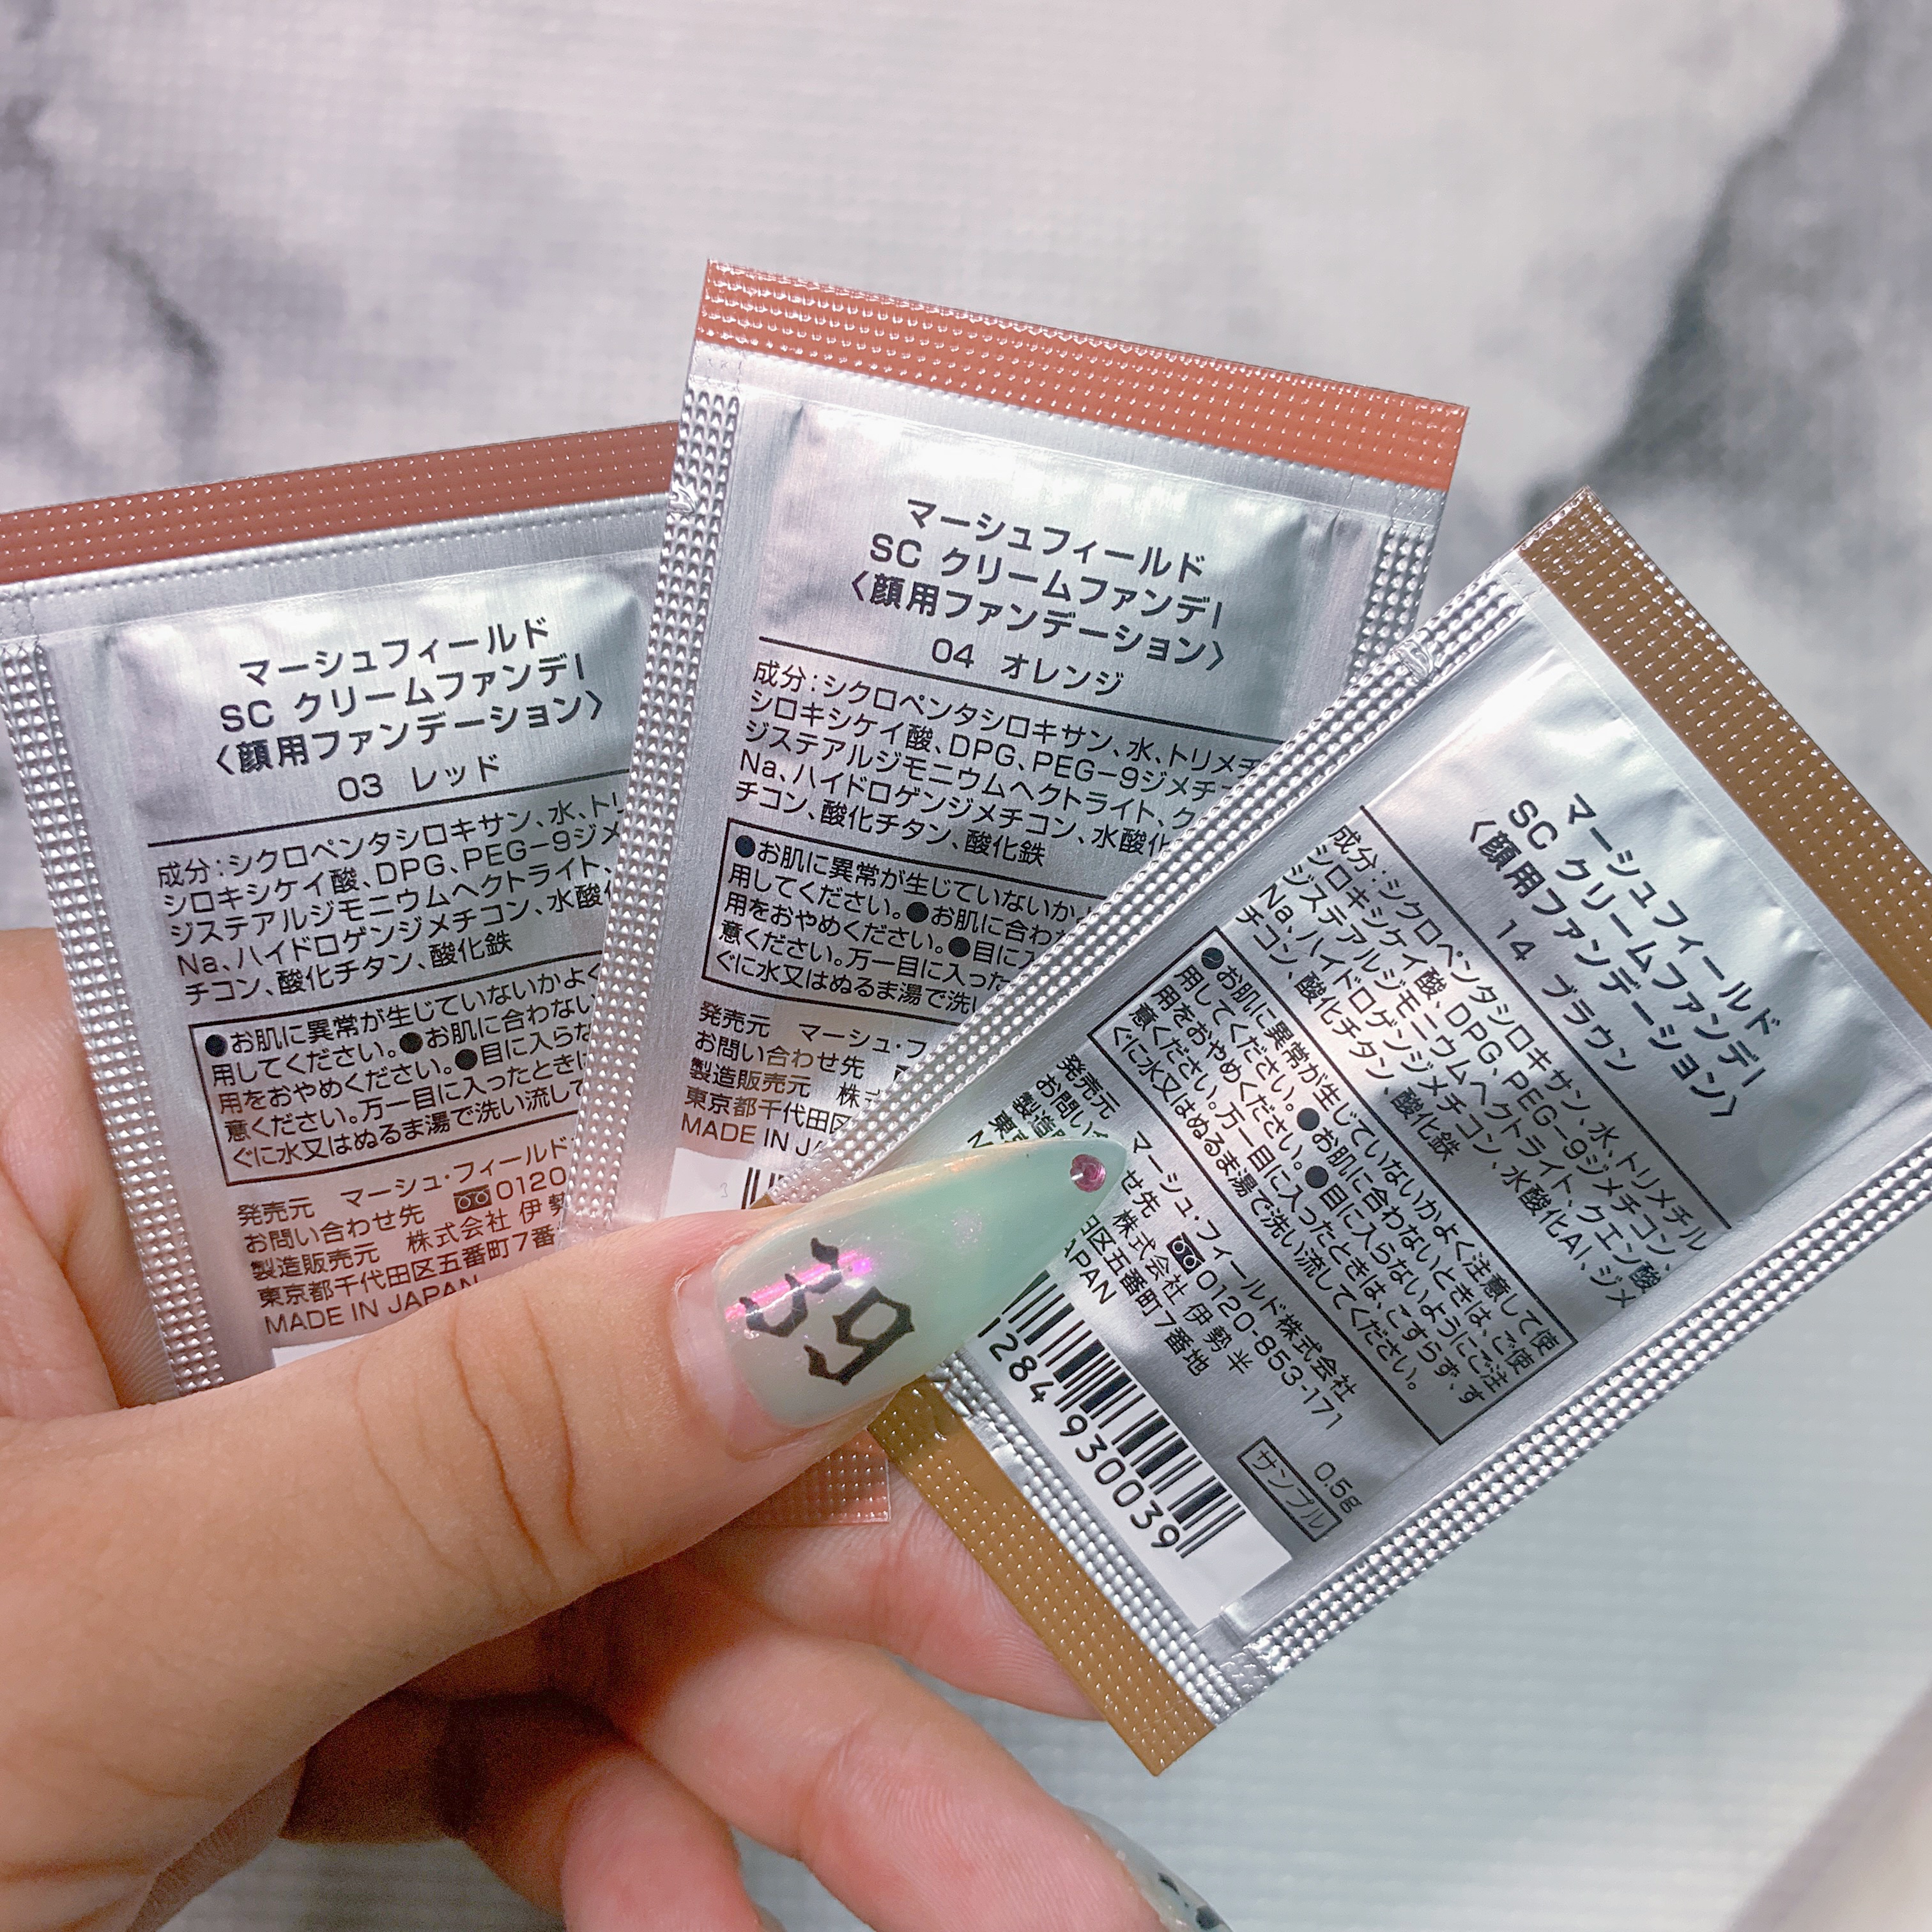 マーシュフィールド
SC クリームファンデI
〈顔用ファンデーション〉
03 レッド
成分:シクロペンタシロキサン、水、トリ
シロキシケイ酸、DPG、PEG-9ジメ
ジステアルジモニウムヘクトライト、
Na、ハイドロゲンジメチコン、水酸化
チコン、酸化チタン、酸化鉄
●お肌に異常が生じていないかよく
用してください。●お肌に合わない
用をおやめください。●目に入らな
意ください。万一目に入ったときは
ぐに水又はぬるま湯で洗い流して
発売元 マーシュ・フィールド
お問い合わせ先 0120
製造販売元 株式会社 伊勢
東京都千代田区五番町7番
MADE IN JAPAN
マーシュフィールド
SC クリームファンデI
〈顔用ファンデーション〉
04 オレンジ
成分:シクロペンタシロキサン、水、トリメチ
シロキシケイ酸、DPG、PEG-9ジメチ
ジステアルジモニウムヘクトライト、ク
Na、ハイドロゲンジメチコン、水酸化
チコン、酸化チタン、酸化鉄
●お肌に異常が生じていないかよ
用してください。●お肌に合わ
用をおやめください。●目に入
意ください。万一目に入った
ぐに水又はぬるま湯で洗い
発売元 マーシュ・フ
お問い合わせ先
製造販売元 株式
東京都千代田区
MADE IN JA
マーシュフィールド
SC クリームファンデI
〈顔用ファンデーション〉
14 ブラウン
成分:シクロペンタシロキサン、水、トリメチル
シロキシケイ酸、DPG、PEG-9ジメチコン、
ジステアルジモニウムヘクトライト、クエン酸
Na、ハイドロゲンジメチコン、水酸化Al、ジメ
チコン、酸化チタン、酸化鉄
●お肌に異常が生じていないかよく注意して使
用してください。●お肌に合わないときは、ご使
用をおやめください。●目に入らないようにご注
意ください。万一目に入ったときは、こすらず、す
ぐに水又はぬるま湯で洗い流してください。
発売元 マーシュ・フィールド株式会社
お問い せ先 0120-853-171
製造 株式会社 伊勢半
東 田区五番町7番地
M APAN
0.5g
サンプル
1284 930039